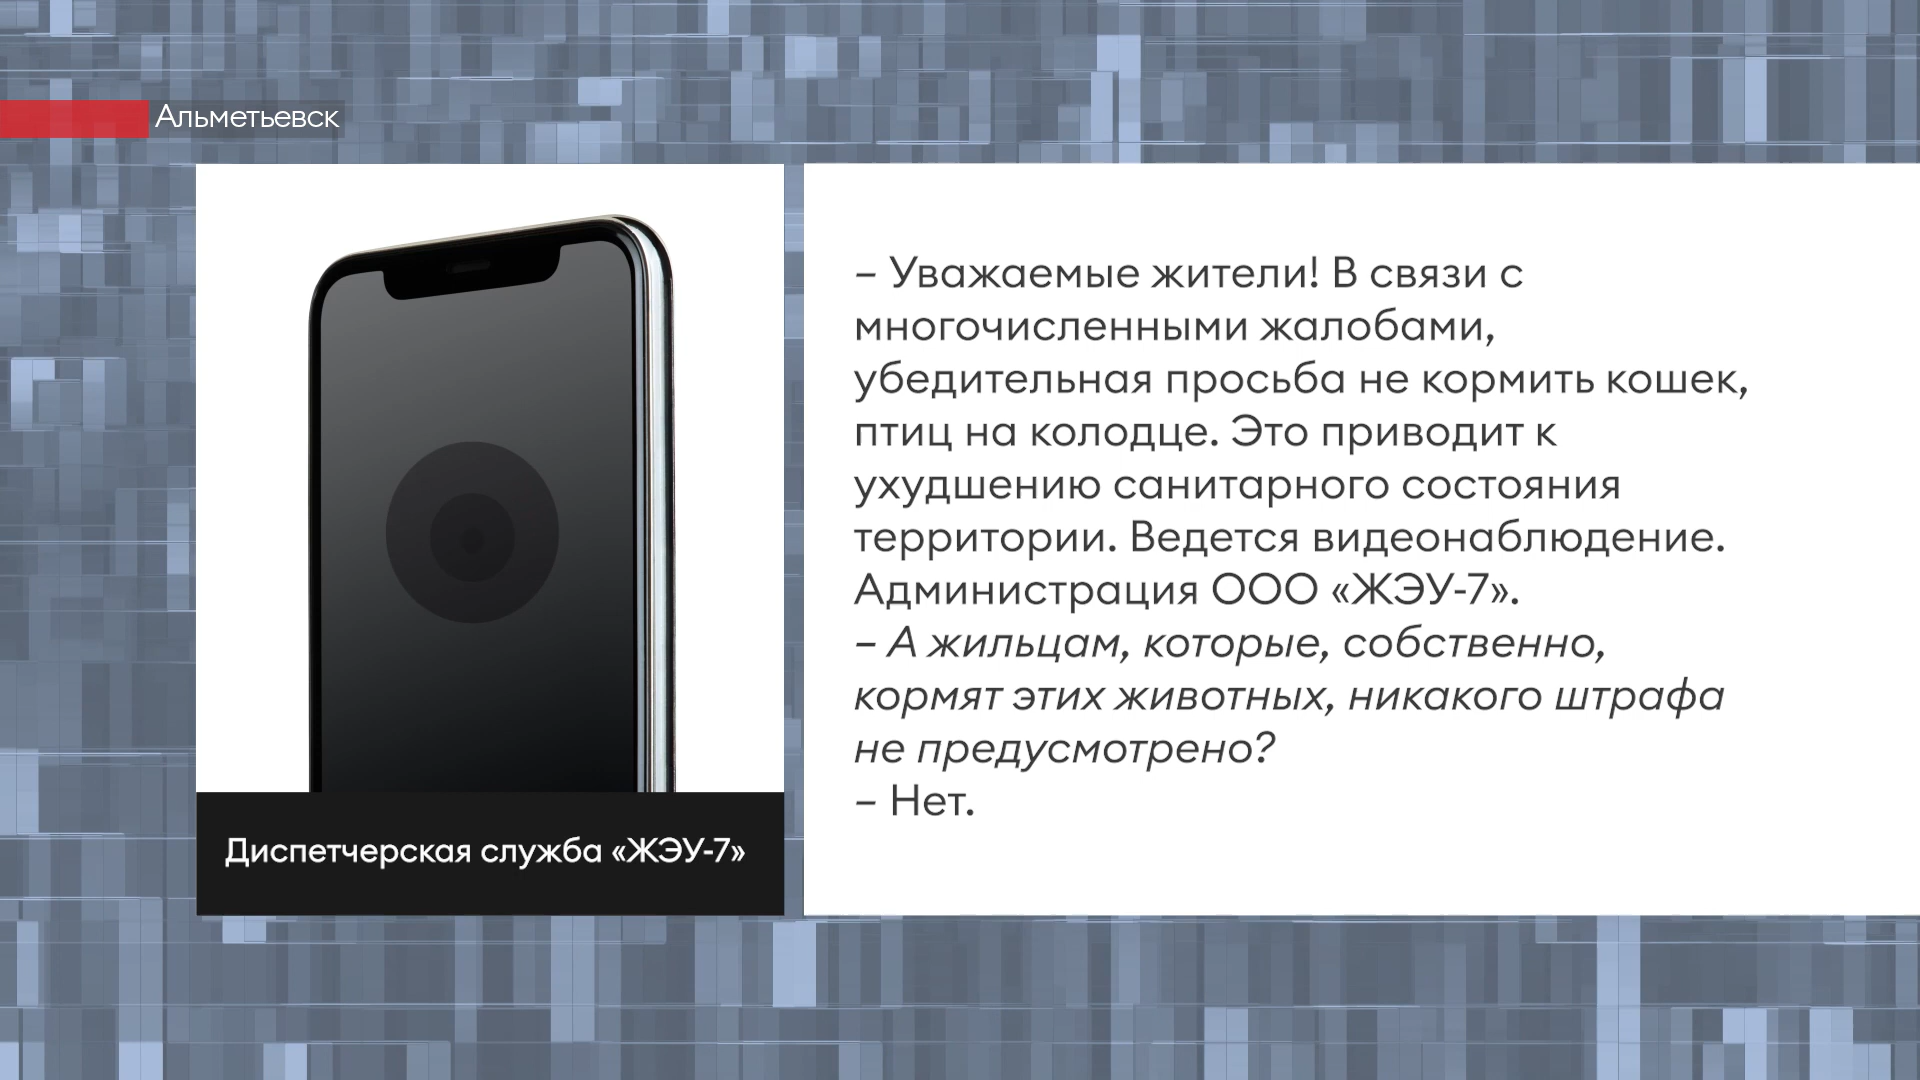 Альметьевск
– Уважаемые жители! В связи с
многочисленными жалобами,
убедительная просьба не кормить кошек,
птиц на колодце. Это приводит к
ухудшению санитарного состояния
территории. Ведется видеонаблюдение.
Администрация ООО «ЖЭУ-7».
– А жильцам, которые, собственно,
кормят этих животных, никакого штрафа
не предусмотрено?
– Нет.
Диспетчерская служба «ЖЭУ-7»